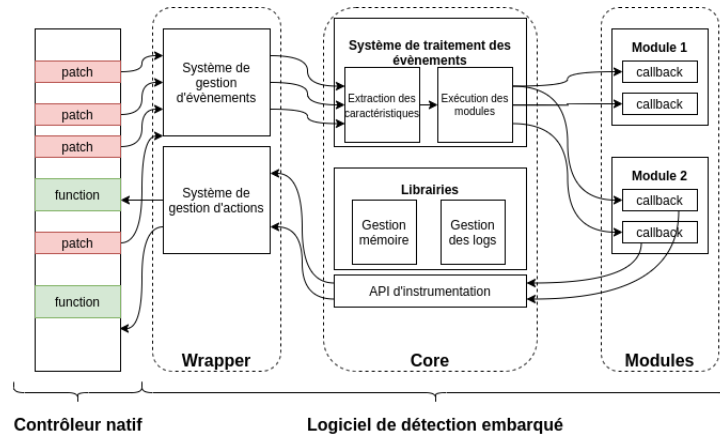 patch
patch
patch
function
patch
function
Système de
gestion
d'évènements
Système de
gestion d'actions
Wrapper
Système de traitement des
évènements
Extraction des
caractéristiques
Exécution des
modules
Librairies
Gestion
mémoire
Gestion
des logs
API d'instrumentation
Core
Module 1
callback
callback
Module 2
callback
callback
Modules
Contrôleur natif
Logiciel de détection embarqué